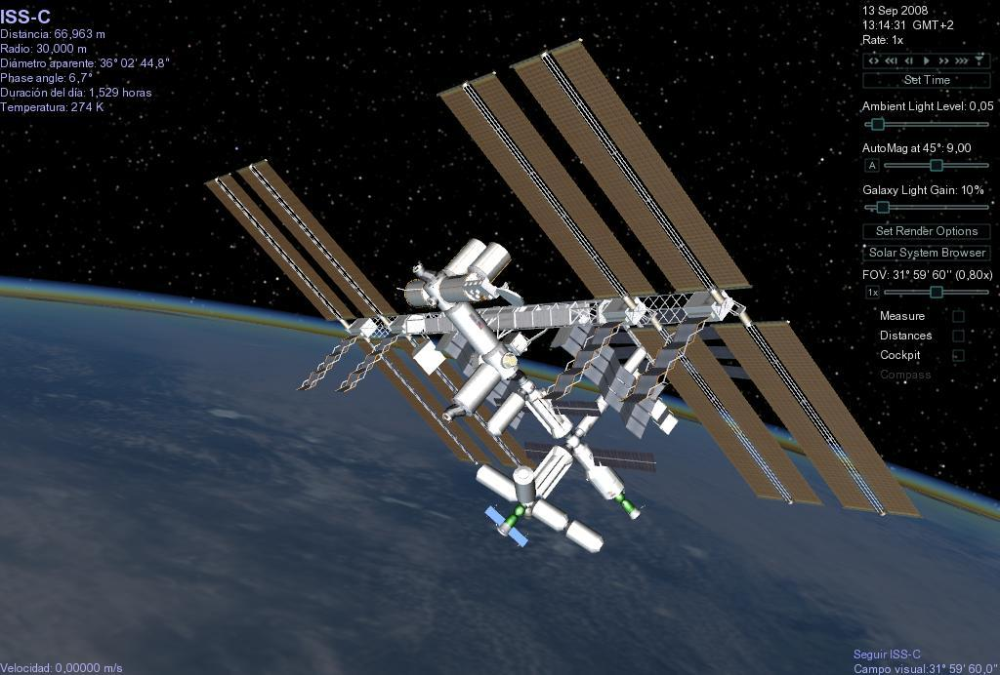 ISS-C
Distancia: 66,963 m
Radio: 30,000 m
Diámetro aparente: 36° 02' 44,8"
Phase angle: 6,7°
Duración del día: 1,529 horas
Temperatura: 274 K
13 Sep 2008
13:14:31 GMT+2
Rate: 1x
Set Time
Ambient Light Level: 0,05
AutoMag at 45°: 9,00
A
Galaxy Light Gain: 10%
Set Render Options
Solar System Browser
FOV: 31° 59' 60'' (0,80x)
1x
Measure
Distances
Cockpit
Compass
Velocidad: 0,00000 m/s
Seguir ISS-C
Campo visual:31° 59' 60,0"